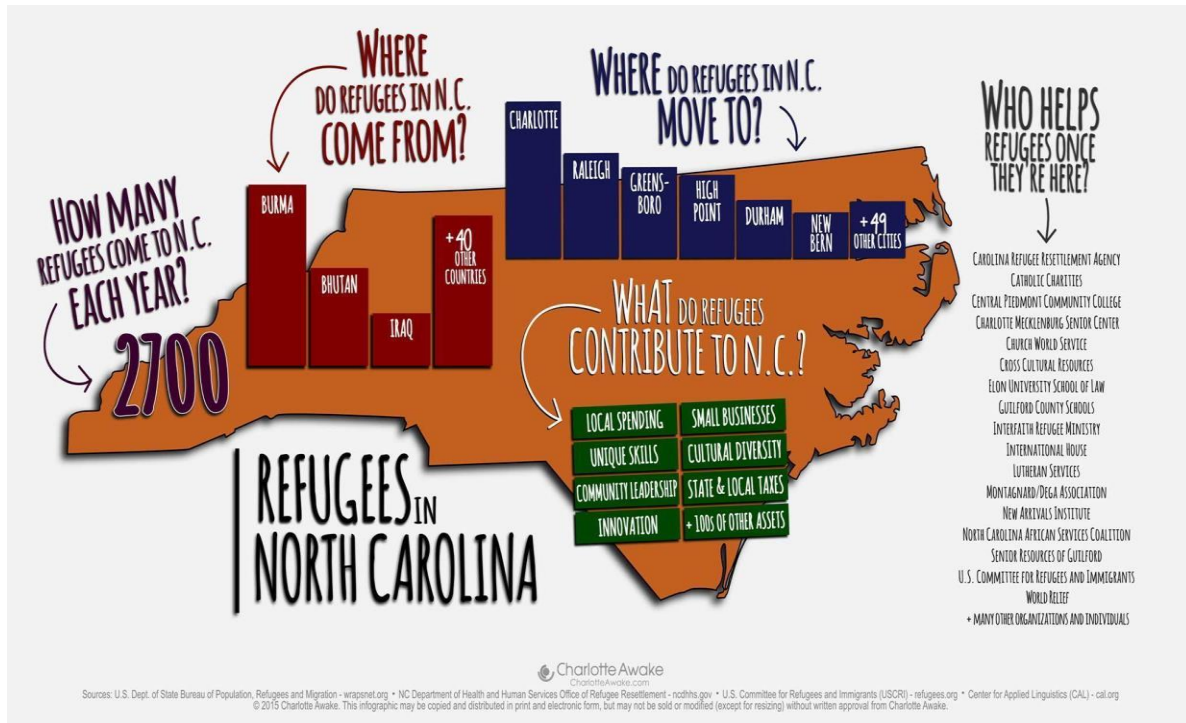 WHERE
DO REFUGEES IN N.C.
COME FROM?
WHERE DO REFUGEES IN N.C.
MOVE TO?
WHO HELPS
REFUGEES ONCE
THEY'RE HERE?
HOW MANY
REFUGEES COME TO N.C.
EACH YEAR?
2700
BURMA
BHUTAN
IRAQ
+40
OTHER
COUNTRIES
CHARLOTTE
RALEIGH
GREENS-
BORO
HIGH
POINT
DURHAM
NEW
BERN
+49
OTHER CITIES
WHAT DO REFUGEES
CONTRIBUTE TO N.C.?
LOCAL SPENDING
SMALL BUSINESSES
UNIQUE SKILLS
CULTURAL DIVERSITY
COMMUNITY LEADERSHIP
STATE & LOCAL TAXES
INNOVATION
+ 100S OF OTHER ASSETS
REFUGEES IN
NORTH CAROLINA
CAROLINA REFUGEE RESETTLEMENT AGENCY
CATHOLIC CHARITIES
CENTRAL PIEDMONT COMMUNITY COLLEGE
CHARLOTTE MECKLENBURG SENIOR CENTER
CHURCH WORLD SERVICE
CROSS CULTURAL RESOURCES
ELON UNIVERSITY SCHOOL OF LAW
GUILFORD COUNTY SCHOOLS
INTERFAITH REFUGEE MINISTRY
INTERNATIONAL HOUSE
LUTHERAN SERVICES
MONTAGNARD/DEGA ASSOCIATION
NEW ARRIVALS INSTITUTE
NORTH CAROLINA AFRICAN SERVICES COALITION
SENIOR RESOURCES OF GUILFORD
U.S. COMMITTEE FOR REFUGEES AND IMMIGRANTS
WORLD RELIEF
+ MANY OTHER ORGANIZATIONS AND INDIVIDUALS
Charlotte Awake
CharlotteAwake.com
Sources: U.S. Dept. of State Bureau of Population, Refugees and Migration - wrapsnet.org * NC Department of Health and Human Services Office of Refugee Resettlement - ncdhhs.gov * U.S. Committee for Refugees and Immigrants (USCRI) - refugees.org * Center for Applied Linguistics (CAL) - cal.org
© 2015 Charlotte Awake. This infographic may be copied and distributed in print and electronic form, but may not be sold or modified (except for resizing) without written approval from Charlotte Awake.